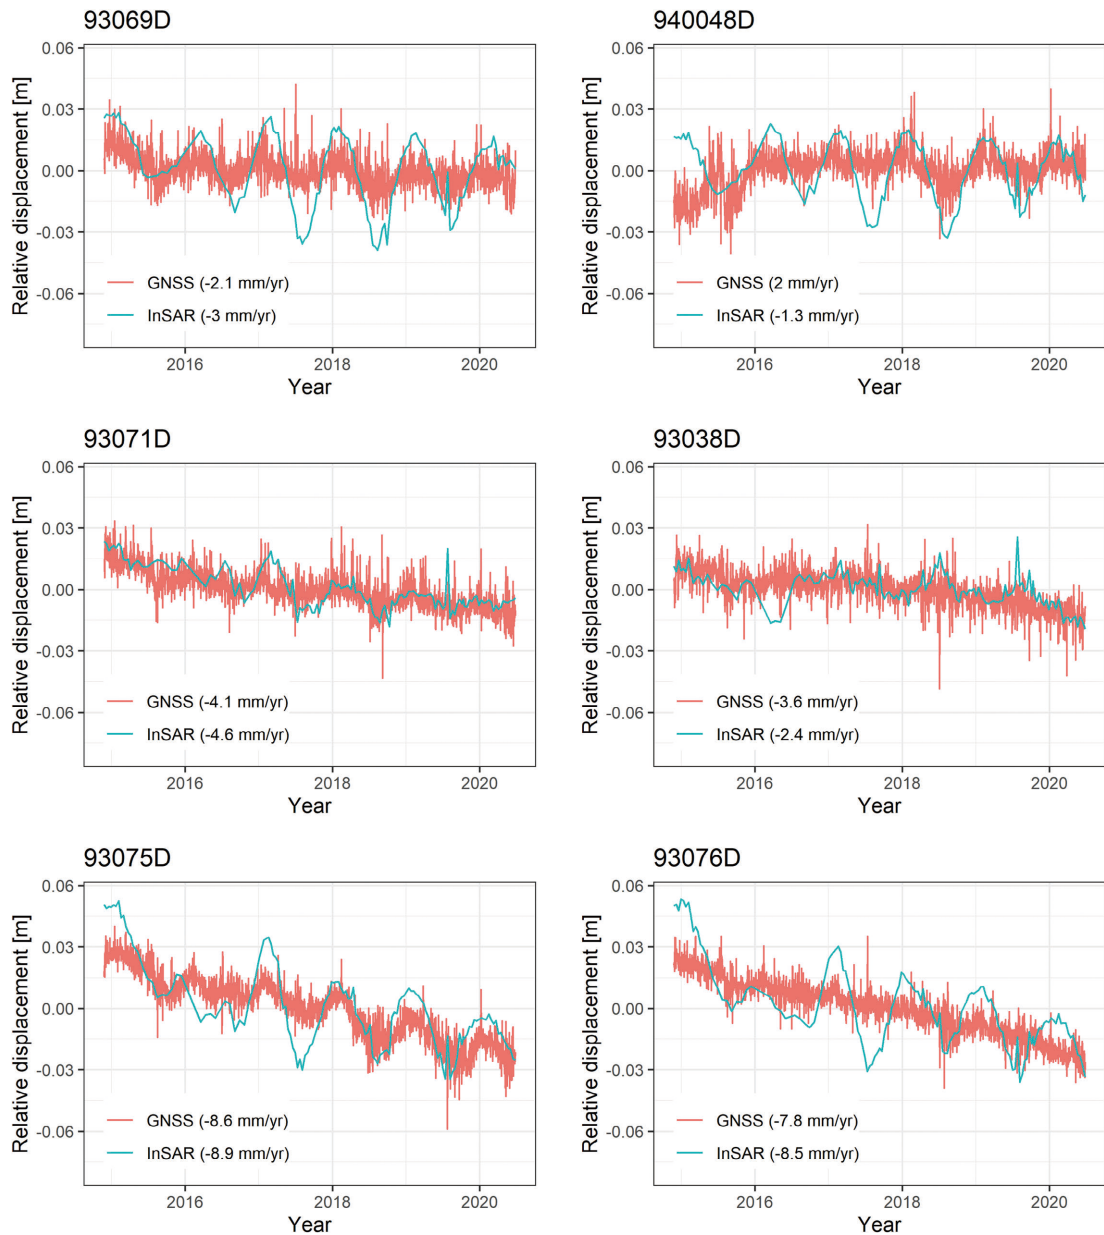 93069D
0.06
0.03
0.00
-0.03
-0.06
Relative displacement [m]
GNSS (-2.1 mm/yr)
InSAR (-3 mm/yr)
2016
2018
2020
Year
940048D
0.06
0.03
0.00
-0.03
-0.06
Relative displacement [m]
GNSS (2 mm/yr)
InSAR (-1.3 mm/yr)
2016
2018
2020
Year
93071D
0.06
0.03
0.00
-0.03
-0.06
Relative displacement [m]
GNSS (-4.1 mm/yr)
InSAR (-4.6 mm/yr)
2016
2018
2020
Year
93038D
0.06
0.03
0.00
-0.03
-0.06
Relative displacement [m]
GNSS (-3.6 mm/yr)
InSAR (-2.4 mm/yr)
2016
2018
2020
Year
93075D
0.06
0.03
0.00
-0.03
-0.06
Relative displacement [m]
GNSS (-8.6 mm/yr)
InSAR (-8.9 mm/yr)
2016
2018
2020
Year
93076D
0.06
0.03
0.00
-0.03
-0.06
Relative displacement [m]
GNSS (-7.8 mm/yr)
InSAR (-8.5 mm/yr)
2016
2018
2020
Year